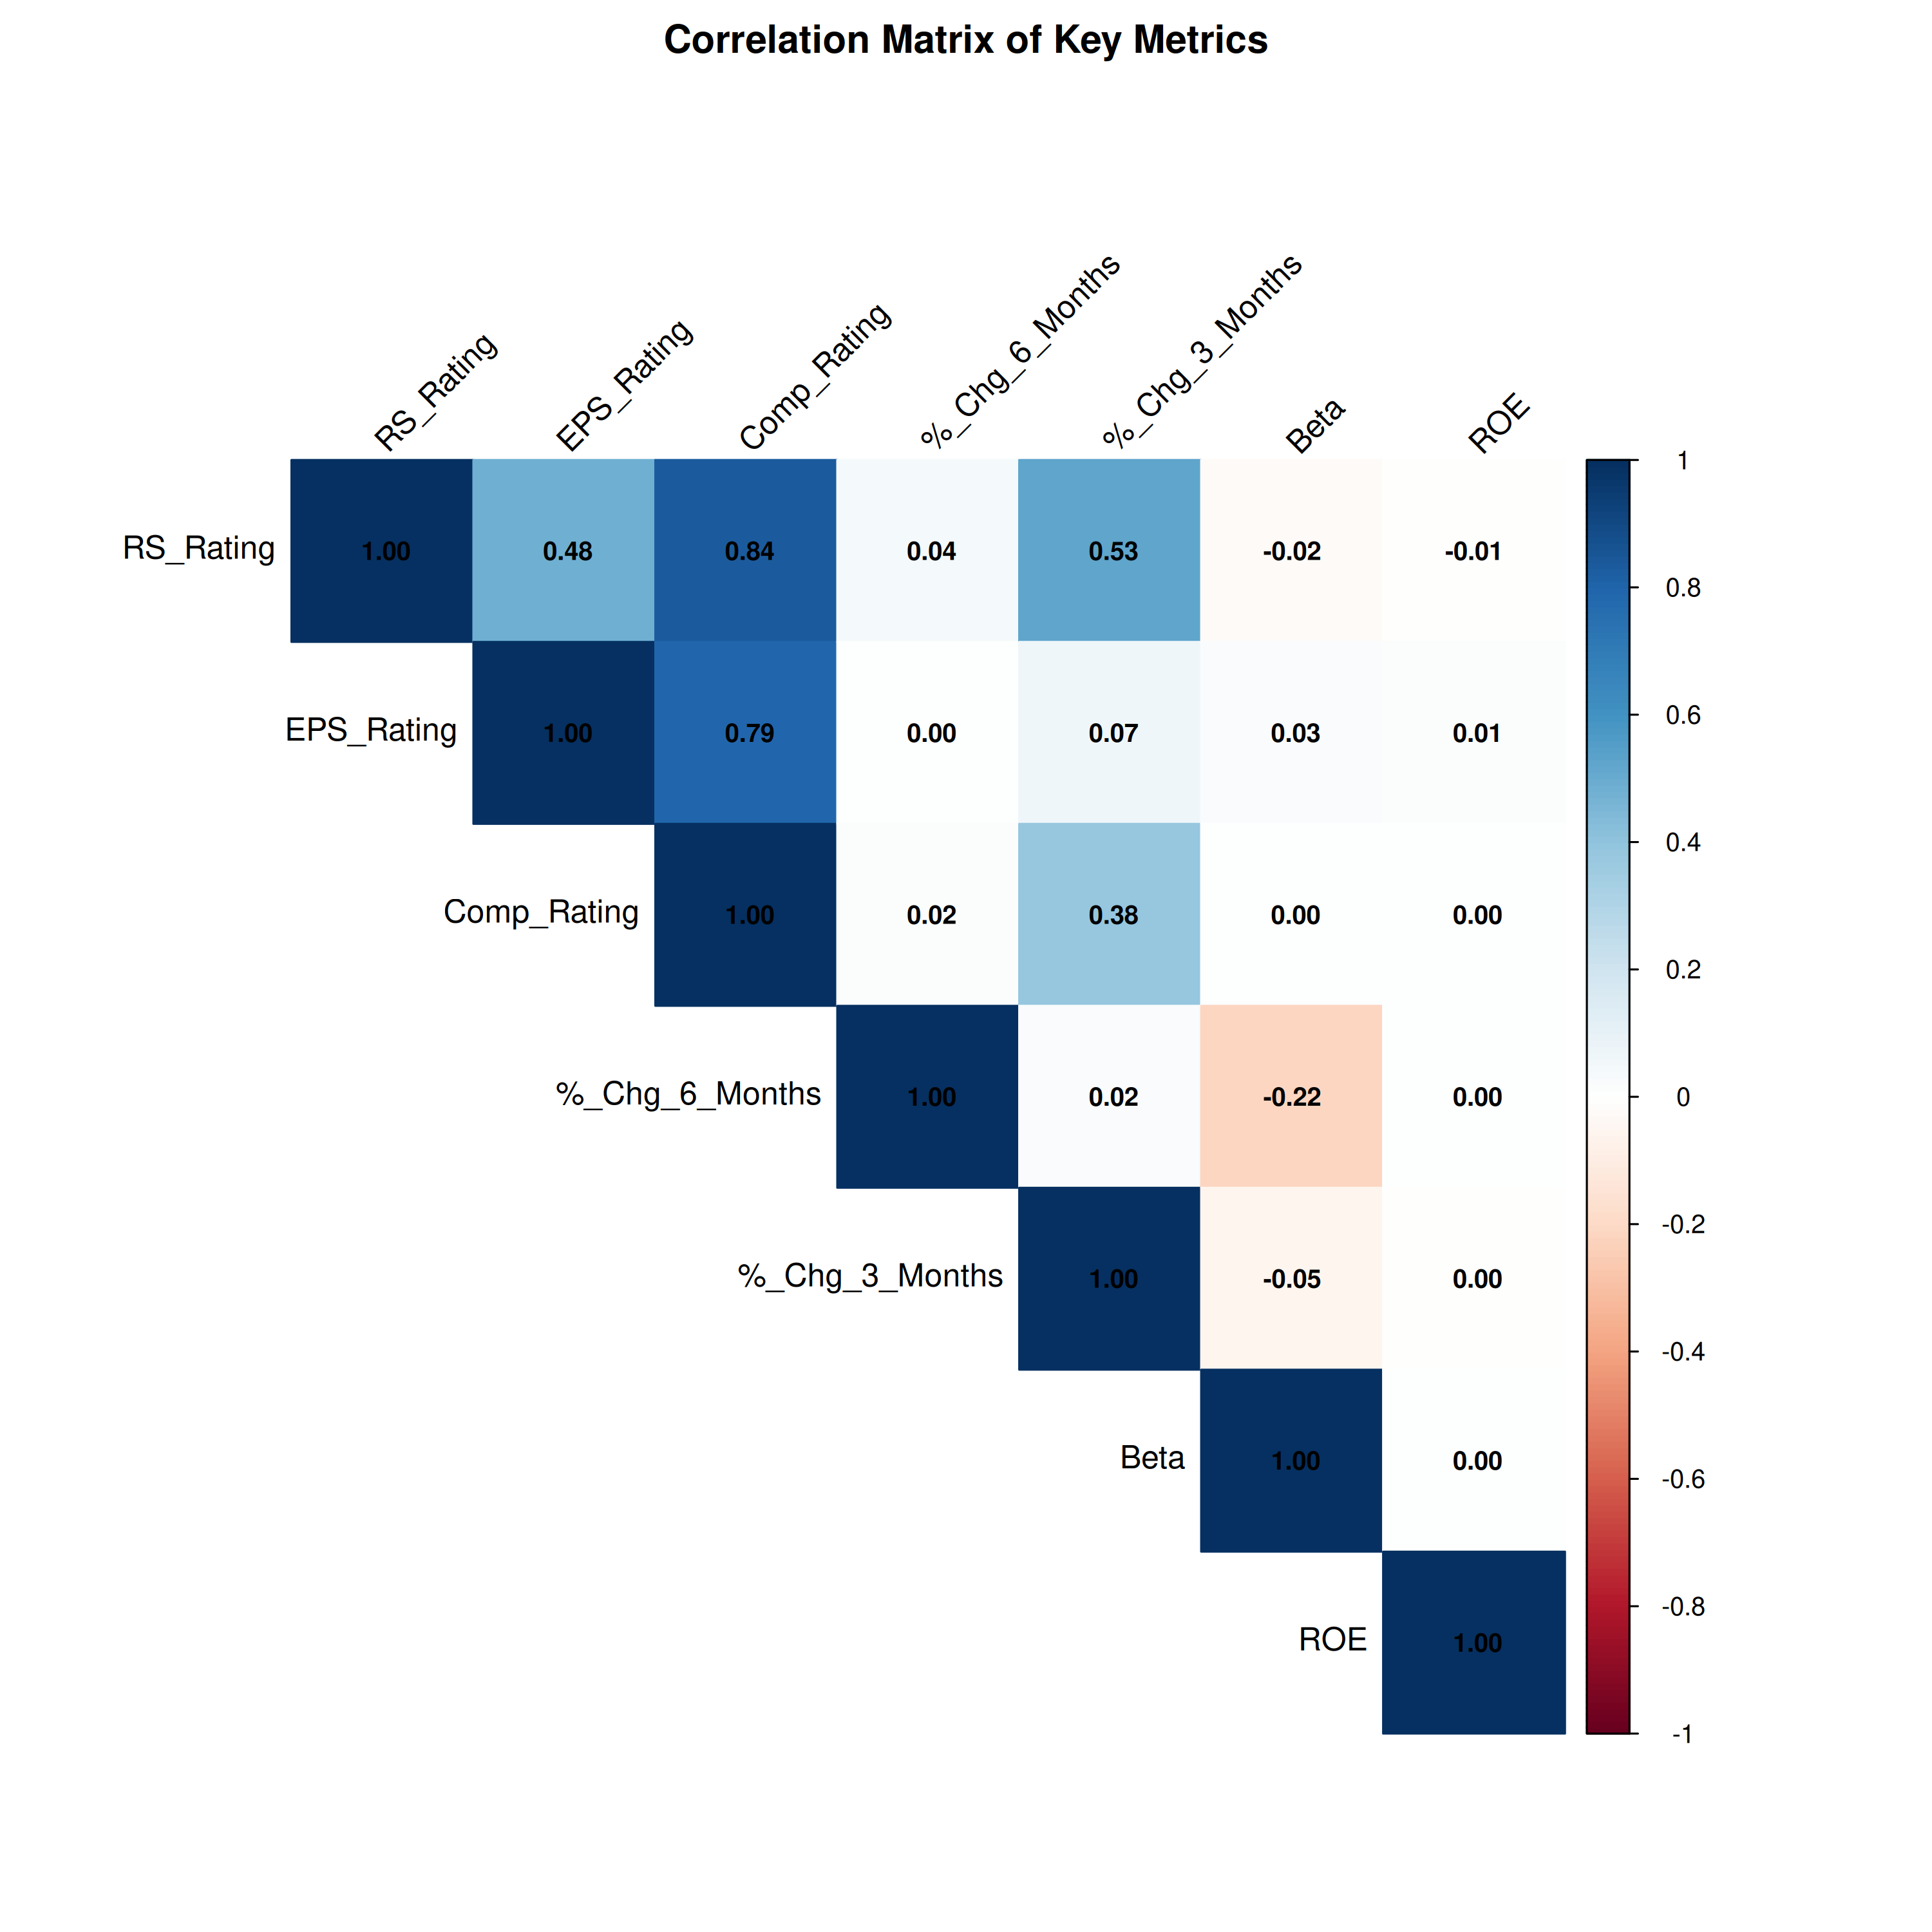 Correlation Matrix of Key Metrics
RS_Rating
EPS_Rating
Comp_Rating
%_Chg_6_Months
%_Chg_3_Months
Beta
ROE
RS_Rating 1.00 0.48 0.84 0.04 0.53 -0.02 -0.01
EPS_Rating 1.00 0.79 0.00 0.07 0.03 0.01
Comp_Rating 1.00 0.02 0.38 0.00 0.00
%_Chg_6_Months 1.00 0.02 -0.22 0.00
%_Chg_3_Months 1.00 -0.05 0.00
Beta 1.00 0.00
ROE 1.00
1
0.8
0.6
0.4
0.2
0
-0.2
-0.4
-0.6
-0.8
-1